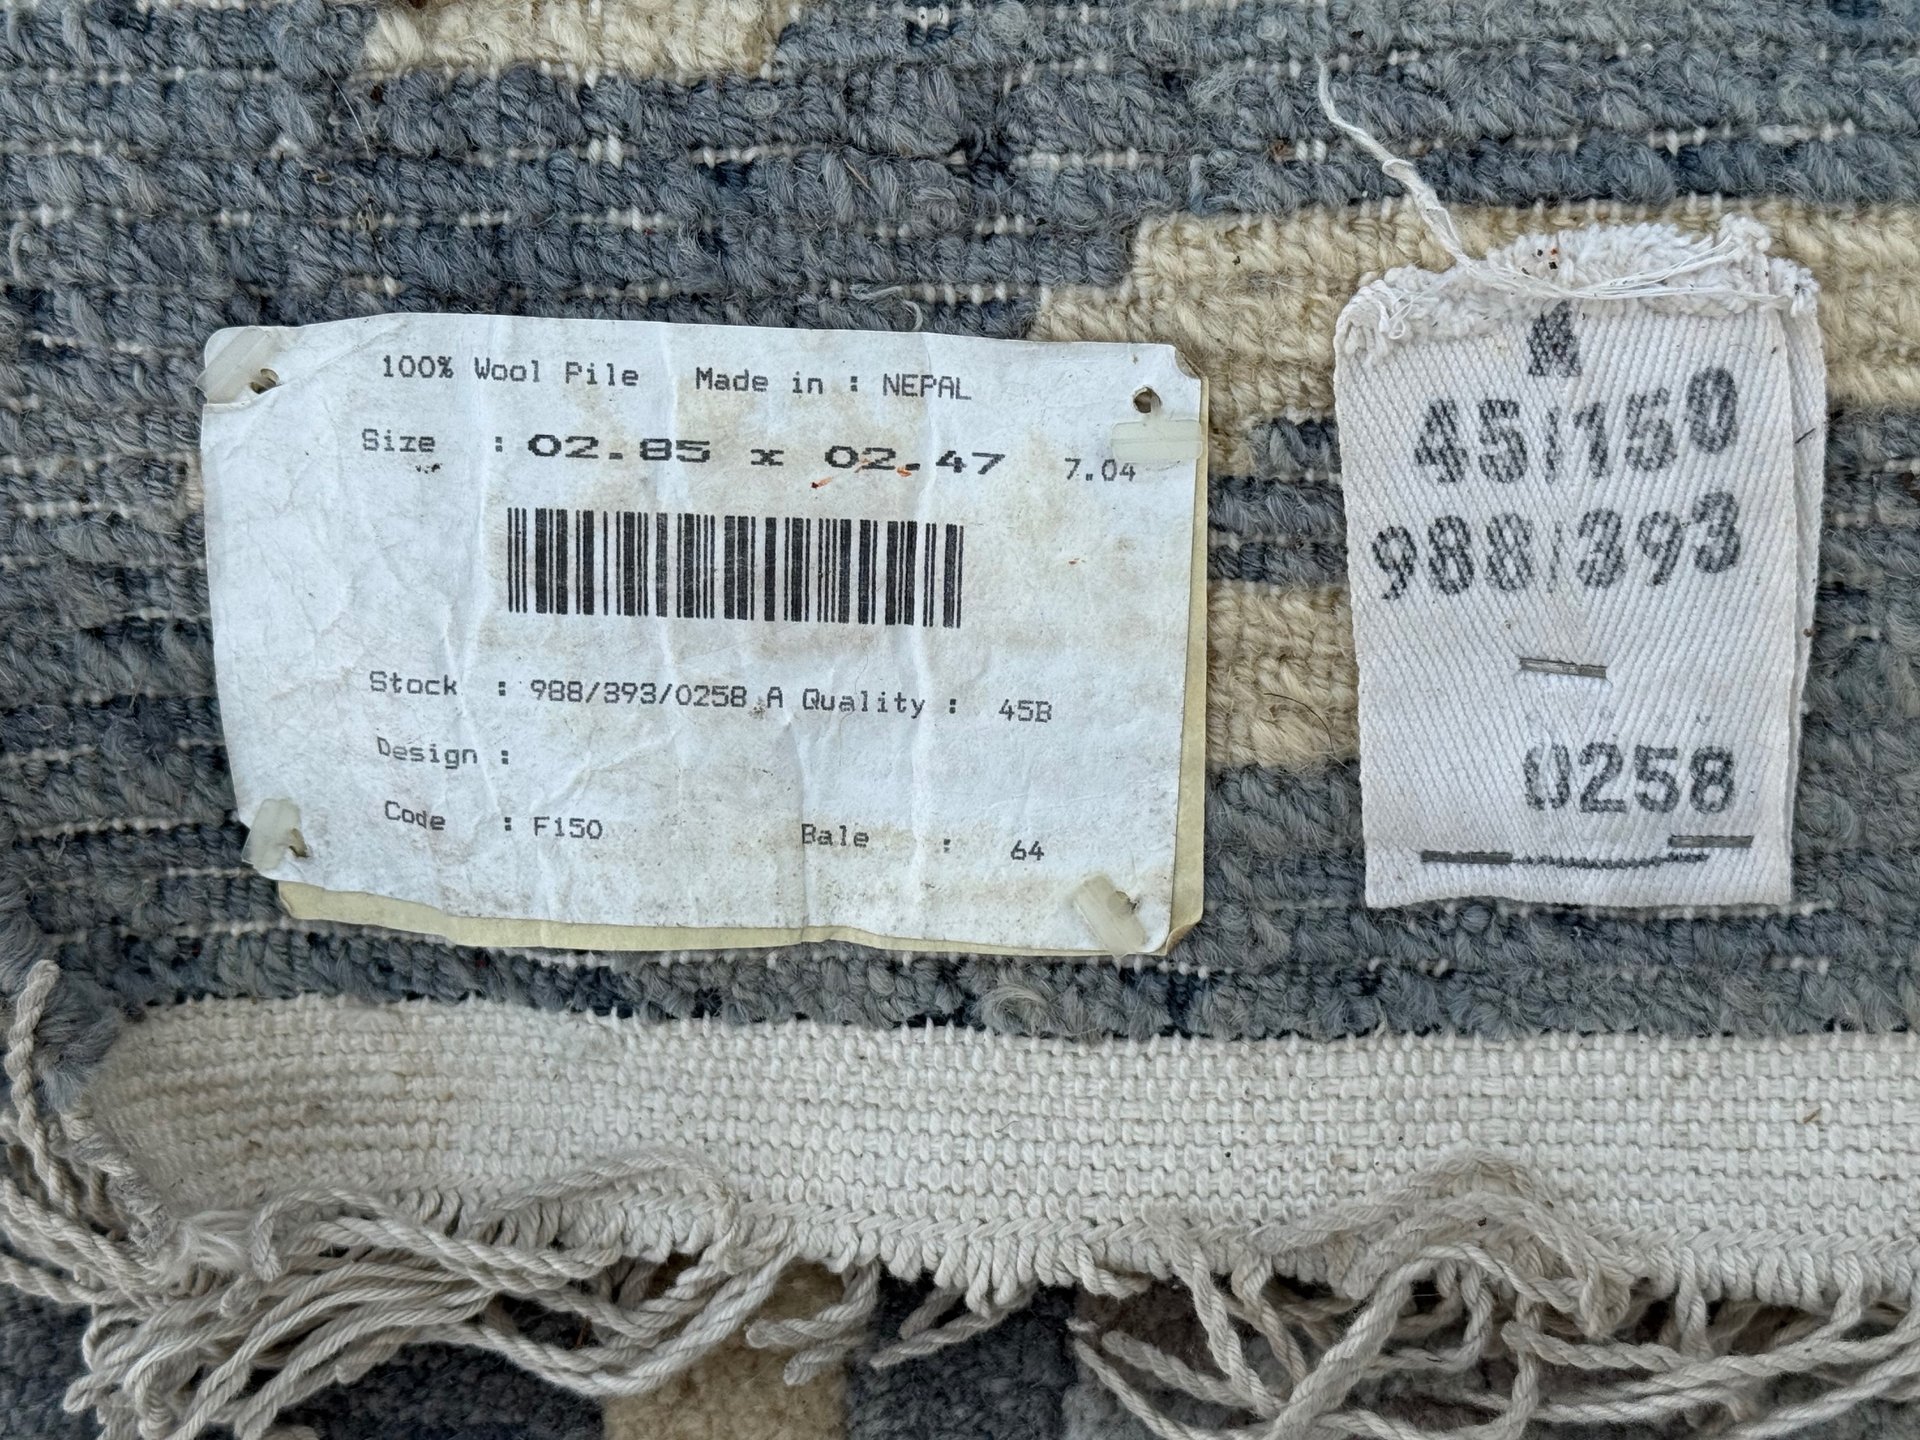 100% Wool Pile Made in : NEPAL
Size : 02.85 x 02.47 7.04
Stock : 988/393/0258 A Quality : 45B
Design :
Code : F150 Bale : 64
A
45/150
988/393
0258